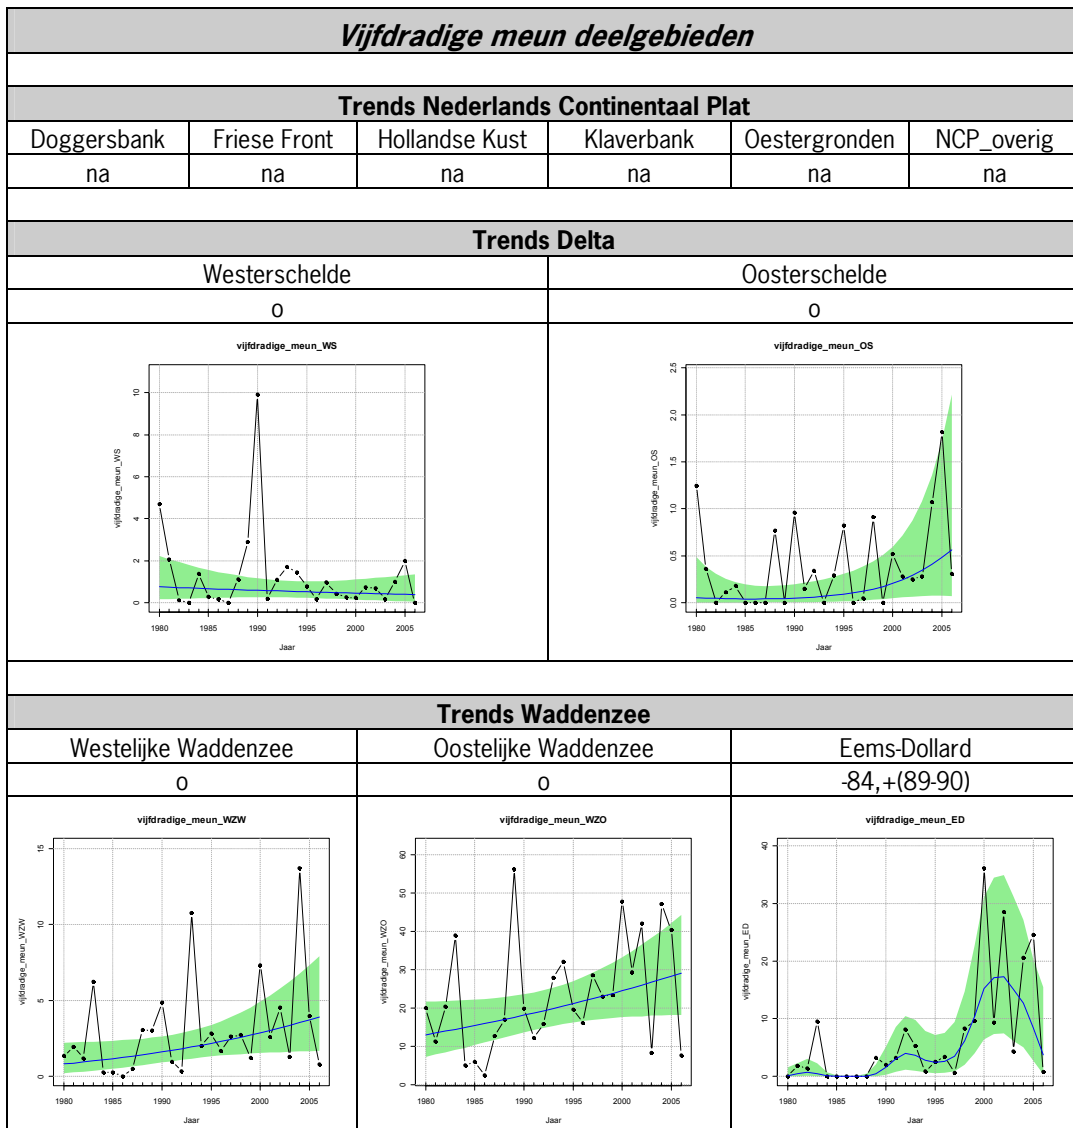 Vijfdradige meun deelgebieden
Trends Nederlands Continentaal Plat
Doggersbank Friese Front Hollandse Kust Klaverbank Oestergronden NCP_overig
na na na na na na
Trends Delta
Westerschelde Oosterschelde
o o
vijfdradige_meun_WS
vijfdradige_meun_WS
0 2 4 6 8 10
1980 1985 1990 1995 2000 2005
Jaar
vijfdradige_meun_OS
vijfdradige_meun_OS
0.0 0.5 1.0 1.5 2.0 2.5
1980 1985 1990 1995 2000 2005
Jaar
Trends Waddenzee
Westelijke Waddenzee Oostelijke Waddenzee Eems-Dollard
o o -84,+(89-90)
vijfdradige_meun_WZW
vijfdradige_meun_WZW
0 5 10 15
1980 1985 1990 1995 2000 2005
Jaar
vijfdradige_meun_WZO
vijfdradige_meun_WZO
0 10 20 30 40 50 60
1980 1985 1990 1995 2000 2005
Jaar
vijfdradige_meun_ED
vijfdradige_meun_ED
0 10 20 30 40
1980 1985 1990 1995 2000 2005
Jaar